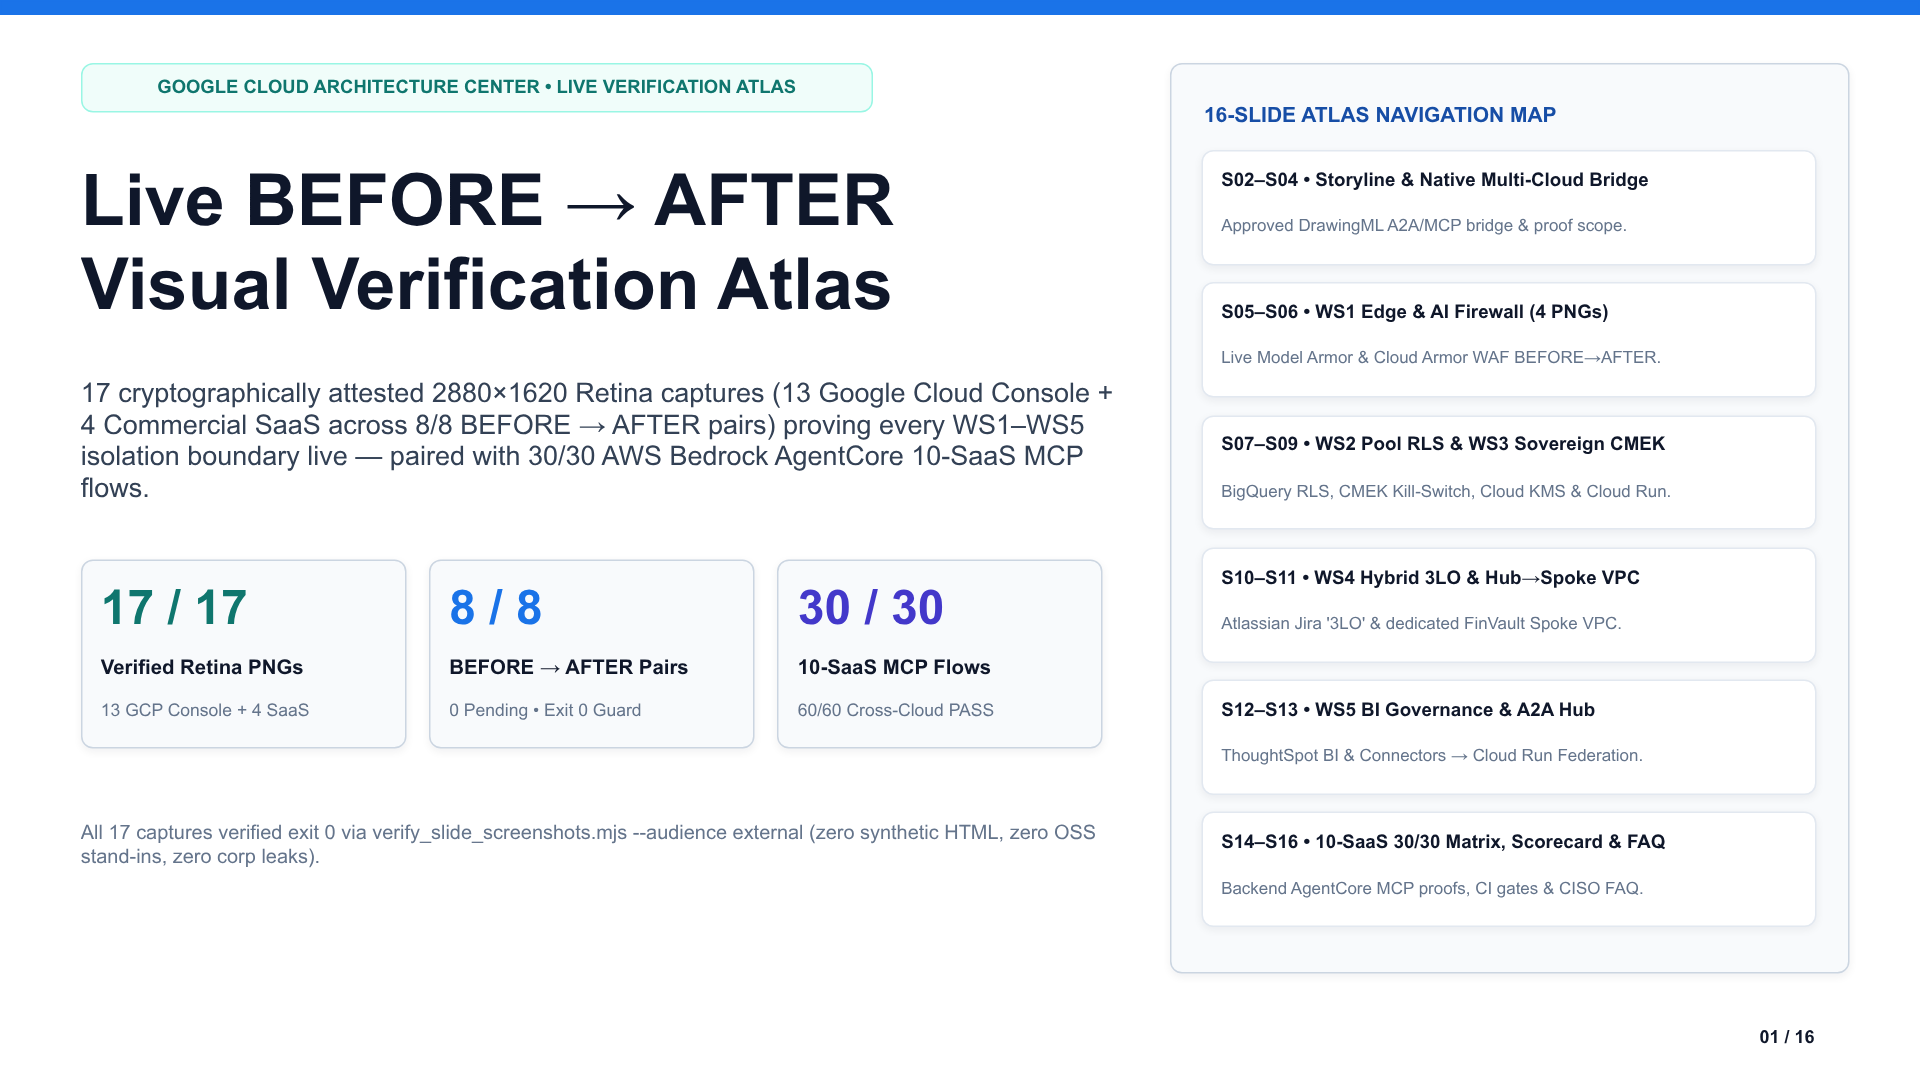 GOOGLE CLOUD ARCHITECTURE CENTER • LIVE VERIFICATION ATLAS
Live BEFORE → AFTER
Visual Verification Atlas
17 cryptographically attested 2880×1620 Retina captures (13 Google Cloud Console +
4 Commercial SaaS across 8/8 BEFORE → AFTER pairs) proving every WS1–WS5
isolation boundary live — paired with 30/30 AWS Bedrock AgentCore 10-SaaS MCP
flows.
17 / 17
Verified Retina PNGs
13 GCP Console + 4 SaaS
8 / 8
BEFORE → AFTER Pairs
0 Pending • Exit 0 Guard
30 / 30
10-SaaS MCP Flows
60/60 Cross-Cloud PASS
All 17 captures verified exit 0 via verify_slide_screenshots.mjs --audience external (zero synthetic HTML, zero OSS
stand-ins, zero corp leaks).
16-SLIDE ATLAS NAVIGATION MAP
S02–S04 • Storyline & Native Multi-Cloud Bridge
Approved DrawingML A2A/MCP bridge & proof scope.
S05–S06 • WS1 Edge & AI Firewall (4 PNGs)
Live Model Armor & Cloud Armor WAF BEFORE→AFTER.
S07–S09 • WS2 Pool RLS & WS3 Sovereign CMEK
BigQuery RLS, CMEK Kill-Switch, Cloud KMS & Cloud Run.
S10–S11 • WS4 Hybrid 3LO & Hub→Spoke VPC
Atlassian Jira '3LO' & dedicated FinVault Spoke VPC.
S12–S13 • WS5 BI Governance & A2A Hub
ThoughtSpot BI & Connectors → Cloud Run Federation.
S14–S16 • 10-SaaS 30/30 Matrix, Scorecard & FAQ
Backend AgentCore MCP proofs, CI gates & CISO FAQ.
01 / 16